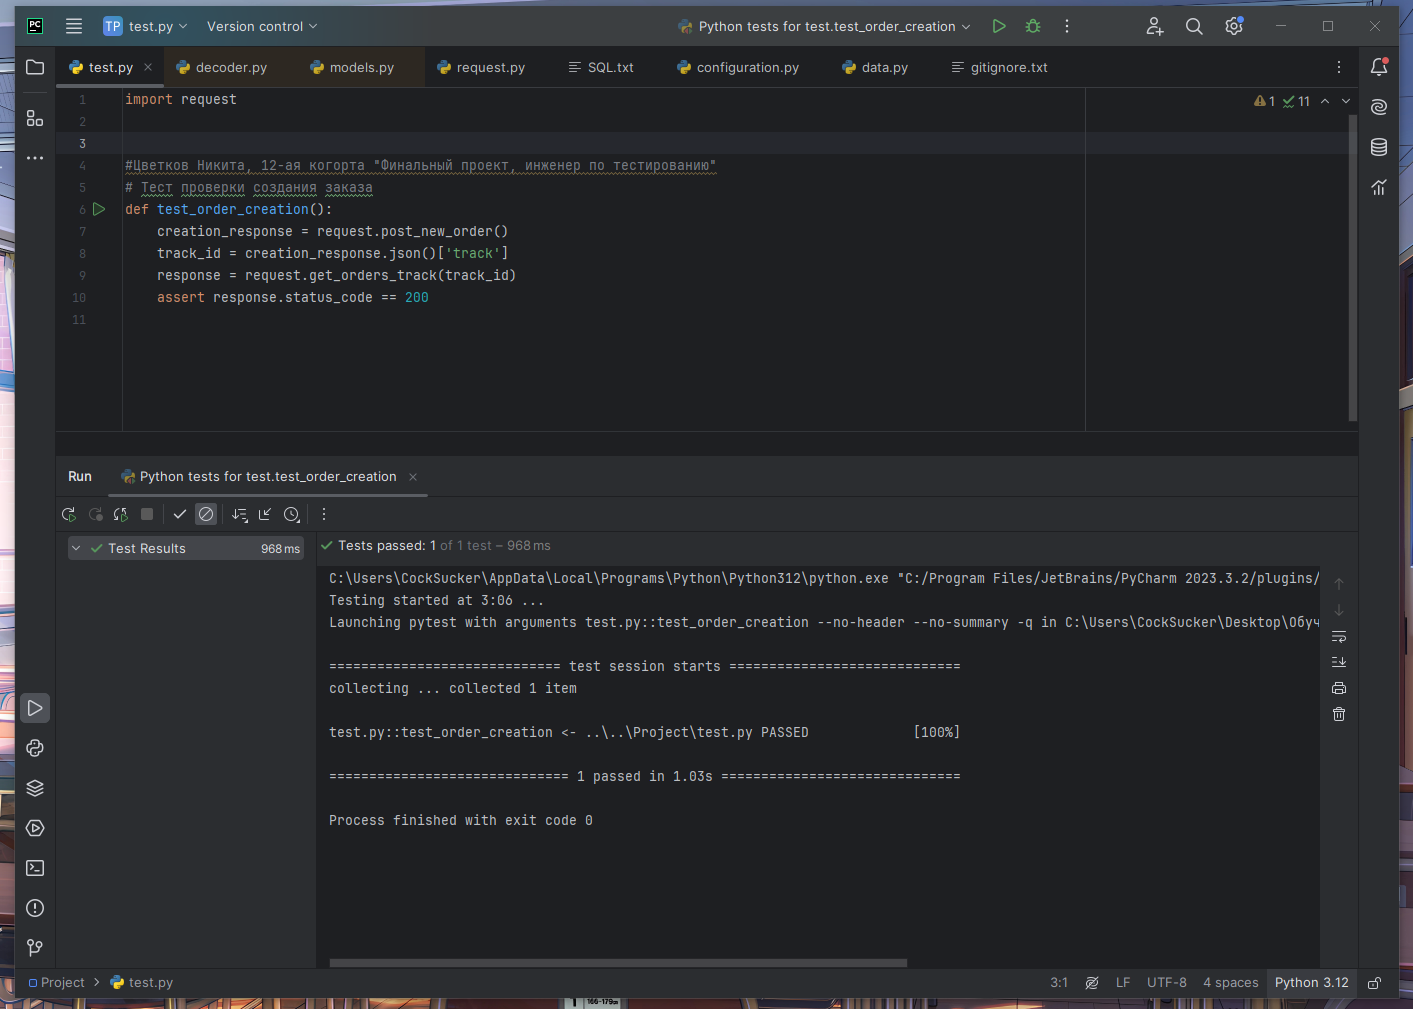 PC TP test.py Version control Python tests for test.test_order_creation
test.py decoder.py models.py request.py SQL.txt configuration.py data.py gitignore.txt
1 import request 1 11
2
3
4 #Цветков Никита, 12-ая когорта "Финальный проект, инженер по тестированию"
5 # Тест проверки создания заказа
6 def test_order_creation():
7 creation_response = request.post_new_order()
8 track_id = creation_response.json()['track']
9 response = request.get_orders_track(track_id)
10 assert response.status_code == 200
11
Run Python tests for test.test_order_creation
Test Results 968 ms
Tests passed: 1 of 1 test – 968 ms
C:\Users\CockSucker\AppData\Local\Programs\Python\Python312\python.exe "C:/Program Files/JetBrains/PyCharm 2023.3.2/plugins/
Testing started at 3:06 ...
Launching pytest with arguments test.py::test_order_creation --no-header --no-summary -q in C:\Users\CockSucker\Desktop\Обуч
============================= test session starts =============================
collecting ... collected 1 item
test.py::test_order_creation <- ..\..\Project\test.py PASSED [100%]
============================== 1 passed in 1.03s ==============================
Process finished with exit code 0
Project test.py 3:1 LF UTF-8 4 spaces Python 3.12
166-179cm